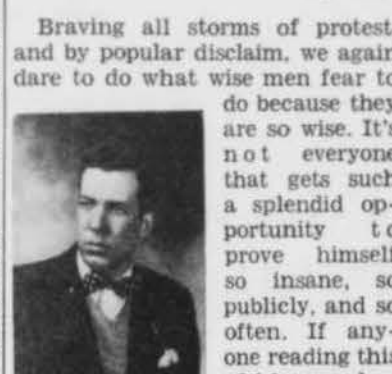 Braving all storms of protest
and by popular disclaim, we again
dare to do what wise men fear to
do because they
are so wise. It's
not everyone
that gets such
a splendid op-
portunity to
prove himself
so insane, so
publicly, and so
often. If any-
one reading this